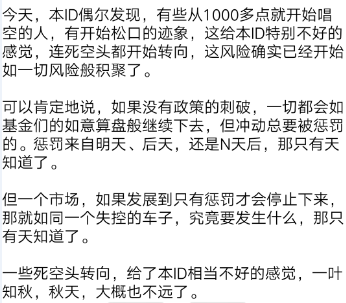 今天，本ID偶尔发现，有些从1000多点就开始唱
空的人，有开始松口的迹象，这给本ID特别不好的
感觉，连死空头都开始转向，这风险确实已经开始
如一切风险般积聚了。
可以肯定地说，如果没有政策的刺破，一切都会如
基金们的如意算盘般继续下去，但冲动总要被惩罚
的。惩罚来自明天、后天，还是N天后，那只有天
知道了。
但一个市场，如果发展到只有惩罚才会停止下来，
那就如同一个失控的车子，究竟要发生什么，那只
有天知道了。
一些死空头转向，给了本ID相当不好的感觉，一叶
知秋，秋天，大概也不远了。